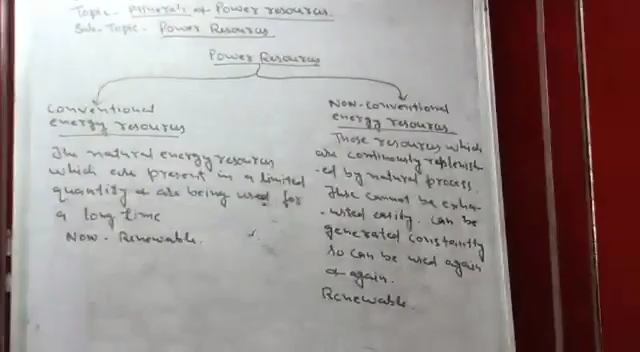 Topic - Minerals & Power resources.
Sub-Topic - Power Resources
Power Resources
Conventional
energy resources
The natural energy resources
which are present in a limited
quantity & are being used for
a long time
Non-Renewable.
Non-conventional
energy resources
Those resources which
are continously replenish
-ed by natural process.
These cannot be exha-
-usted easily. can be
generated constantly
so can be used again
& again.
Renewable.